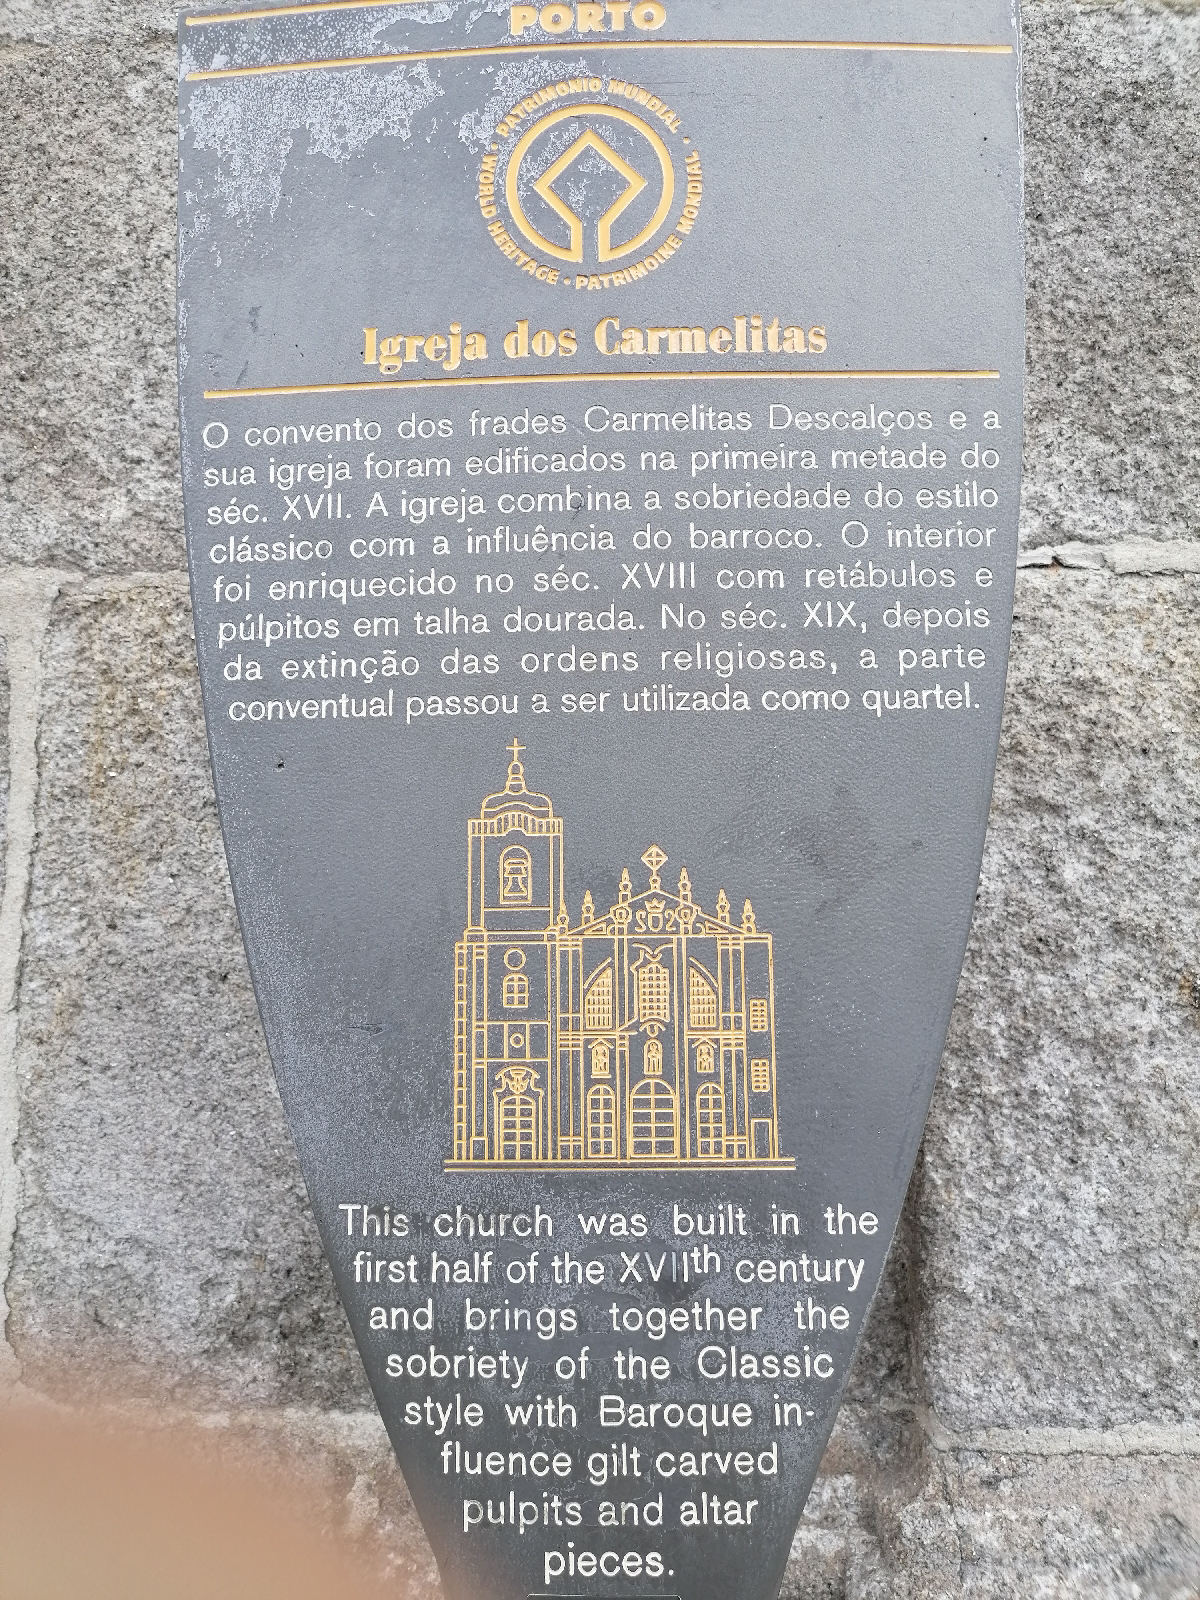 PORTO
PATRIMONIO MUNDIAL • WORLD HERITAGE • PATRIMOINE MONDIAL •
Igreja dos Carmelitas
O convento dos frades Carmelitas Descalços e a
sua igreja foram edificados na primeira metade do
séc. XVII. A igreja combina a sobriedade do estilo
clássico com a influência do barroco. O interior
foi enriquecido no séc. XVIII com retábulos e
púlpitos em talha dourada. No séc. XIX, depois
da extinção das ordens religiosas, a parte
conventual passou a ser utilizada como quartel.
This church was built in the
first half of the XVIIth century
and brings together the
sobriety of the Classic
style with Baroque in-
fluence gilt carved
pulpits and altar
pieces.